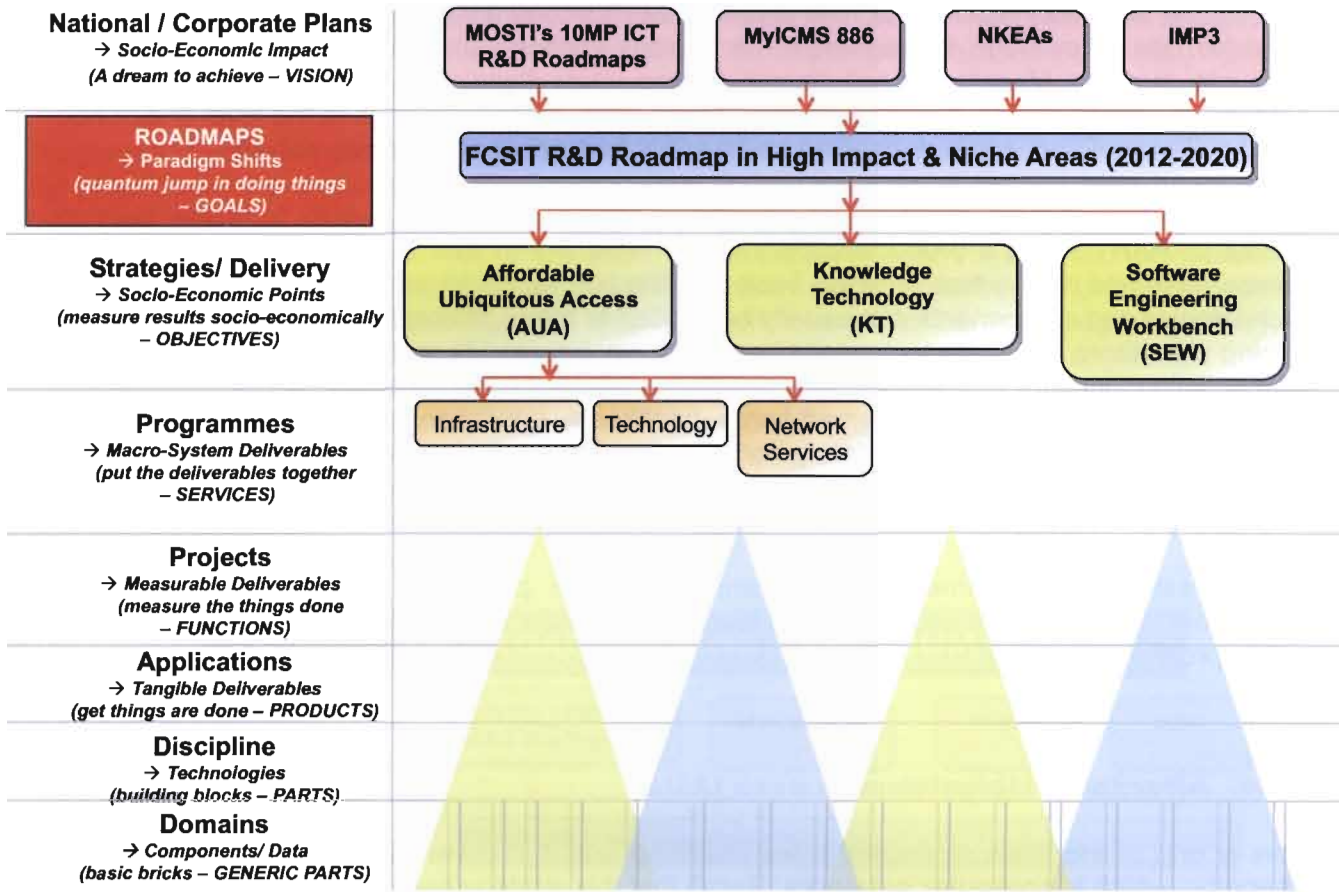 National / Corporate Plans
→ Socio-Economic Impact
(A dream to achieve – VISION)
MOSTI's 10MP ICT
R&D Roadmaps
MyICMS 886
NKEAs
IMP3
ROADMAPS
→ Paradigm Shifts
(quantum jump in doing things
– GOALS)
FCSIT R&D Roadmap in High Impact & Niche Areas (2012-2020)
Strategies/ Delivery
→ Socio-Economic Points
(measure results socio-economically
– OBJECTIVES)
Affordable
Ubiquitous Access
(AUA)
Knowledge
Technology
(KT)
Software
Engineering
Workbench
(SEW)
Programmes
→ Macro-System Deliverables
(put the deliverables together
– SERVICES)
Infrastructure
Technology
Network
Services
Projects
→ Measurable Deliverables
(measure the things done
– FUNCTIONS)
Applications
→ Tangible Deliverables
(get things are done – PRODUCTS)
Discipline
→ Technologies
(building blocks – PARTS)
Domains
→ Components/ Data
(basic bricks – GENERIC PARTS)